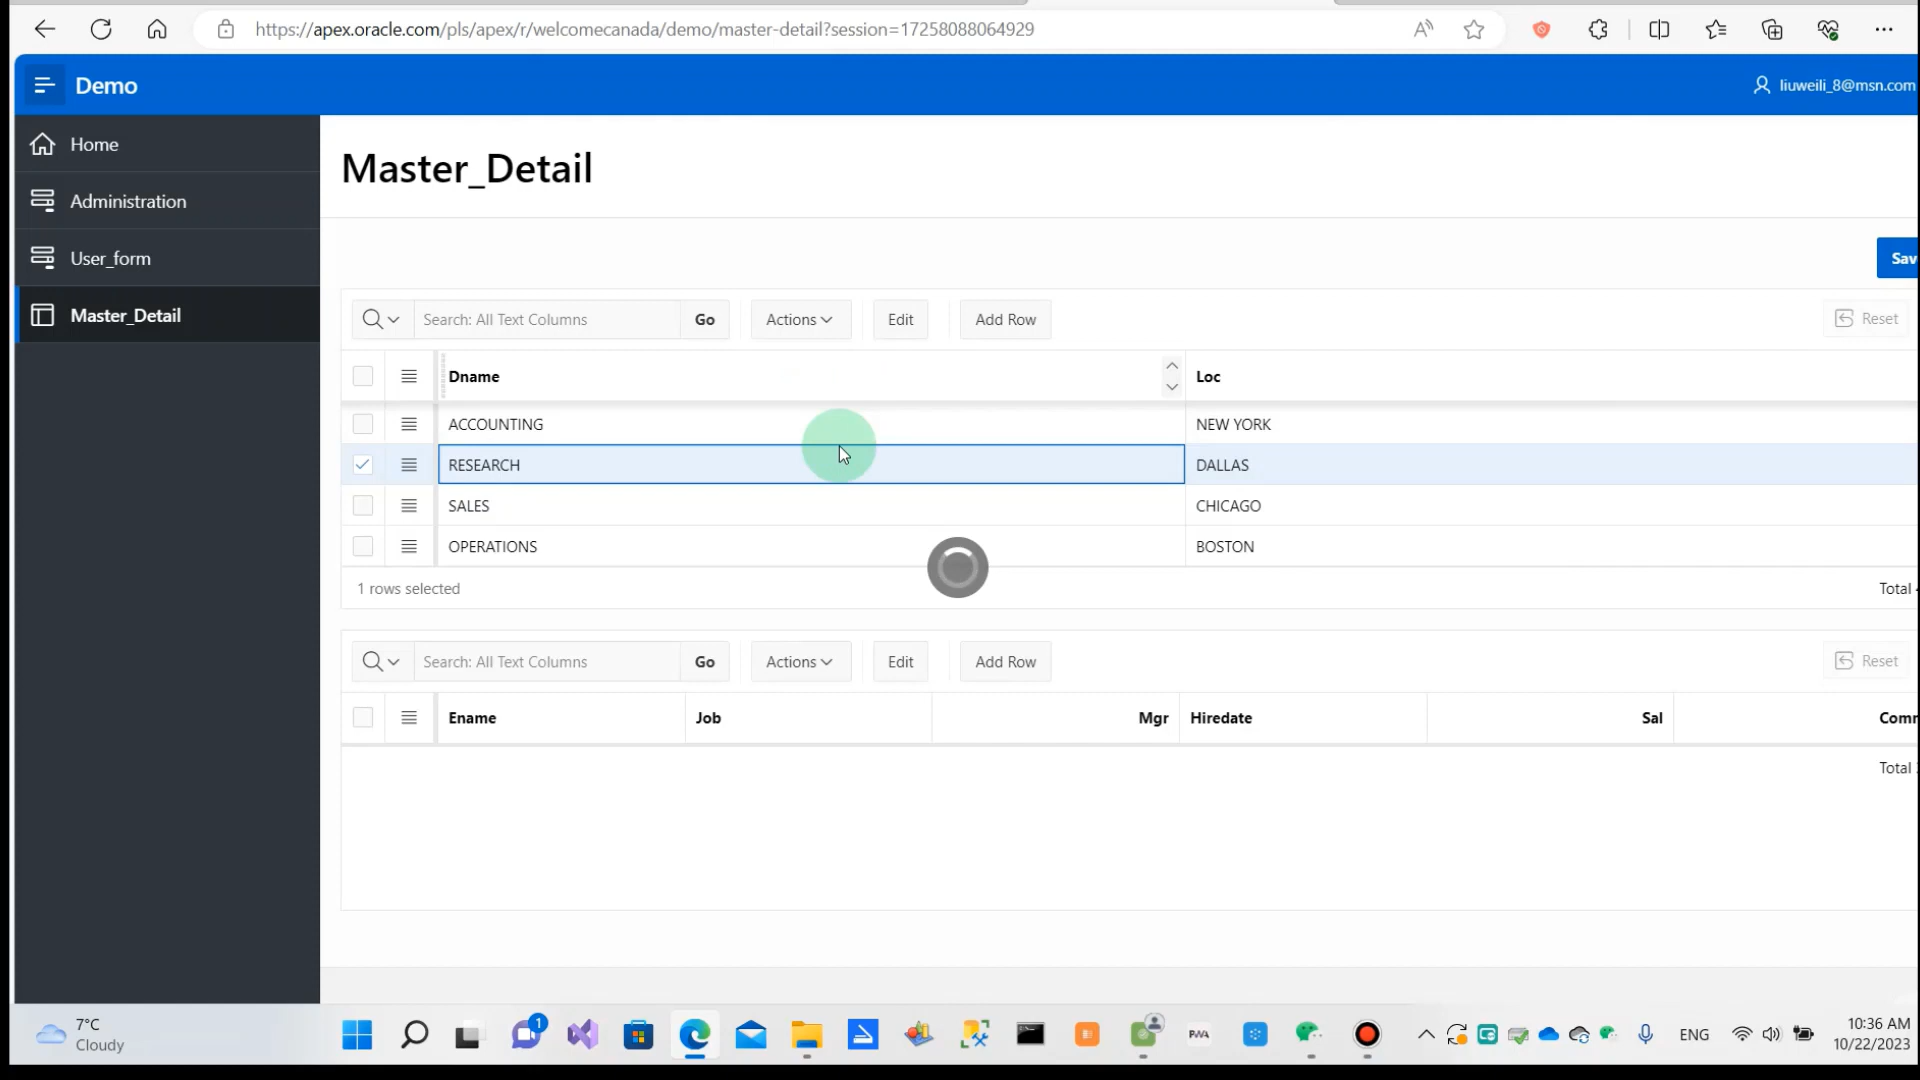 https://apex.oracle.com/pls/apex/r/welcomecanada/demo/master-detail?session=17258088064929
Demo
liuweili_8@msn.com
Home
Administration
User_form
Master_Detail
Master_Detail
Sav
Search: All Text Columns Go Actions Edit Add Row Reset
Dname Loc
ACCOUNTING NEW YORK
RESEARCH DALLAS
SALES CHICAGO
OPERATIONS BOSTON
1 rows selected Total
Search: All Text Columns Go Actions Edit Add Row Reset
Ename Job Mgr Hiredate Sal Comm
Total
7°C
Cloudy
1
PWA
ENG
10:36 AM
10/22/2023